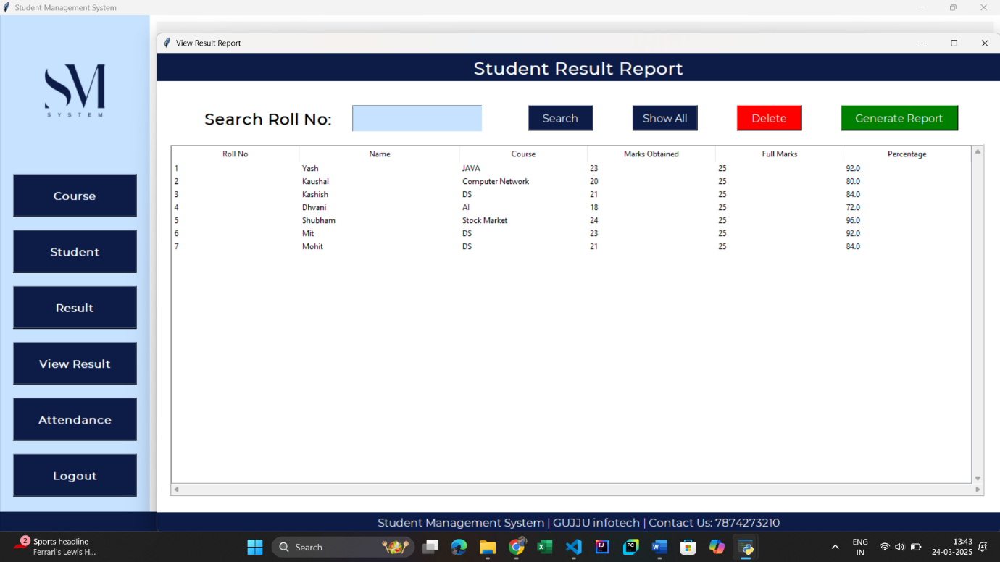 Student Management System
View Result Report
Student Result Report
SM
SYSTEM
Search Roll No:
Search
Show All
Delete
Generate Report
Roll No Name Course Marks Obtained Full Marks Percentage
1 Yash JAVA 23 25 92.0
2 Kaushal Computer Network 20 25 80.0
3 Kashish DS 21 25 84.0
4 Dhvani AI 18 25 72.0
5 Shubham Stock Market 24 25 96.0
6 Mit DS 23 25 92.0
7 Mohit DS 21 25 84.0
Course
Student
Result
View Result
Attendance
Logout
Student Management System | GUJJU infotech | Contact Us: 7874273210
2
Sports headline
Ferrari's Lewis H...
Search
ENG
IN
13:43
24-03-2025